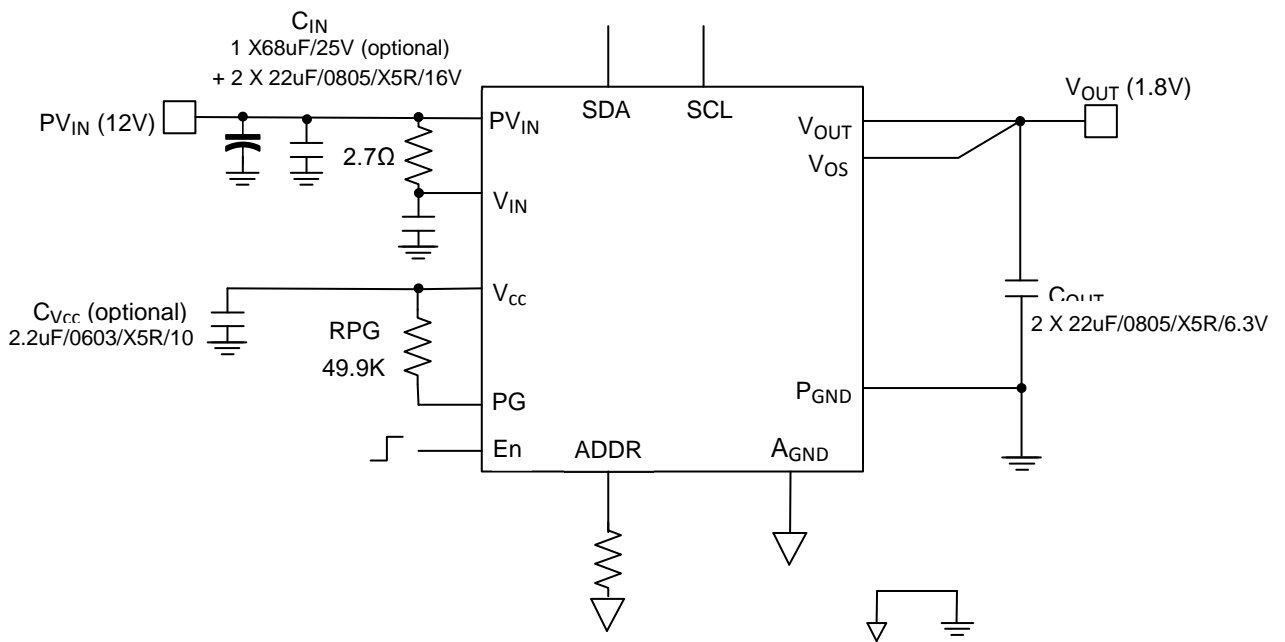 C_IN
1 X68uF/25V (optional)
+ 2 X 22uF/0805/X5R/16V
PV_IN (12V)
2.7Ω
PV_IN
SDA
SCL
V_OUT
V_OS
V_OUT (1.8V)
V_IN
V_cc
C_Vcc (optional)
2.2uF/0603/X5R/10
RPG
49.9K
C_OUT
2 X 22uF/0805/X5R/6.3V
PG
P_GND
En
ADDR
A_GND